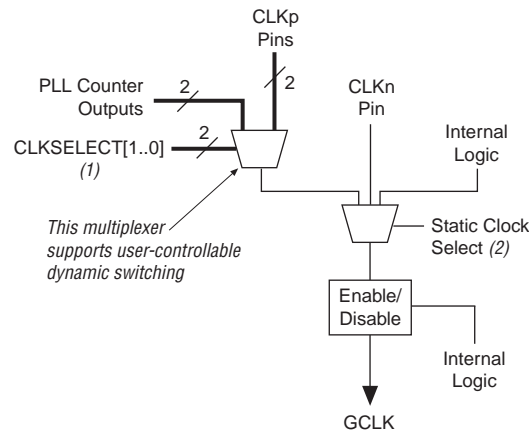 CLKp
Pins
PLL Counter
Outputs
2
2
CLKn
Pin
Internal
Logic
CLKSELECT[1..0]
(1)
2
This multiplexer
supports user-controllable
dynamic switching
Static Clock
Select (2)
Enable/
Disable
Internal
Logic
GCLK